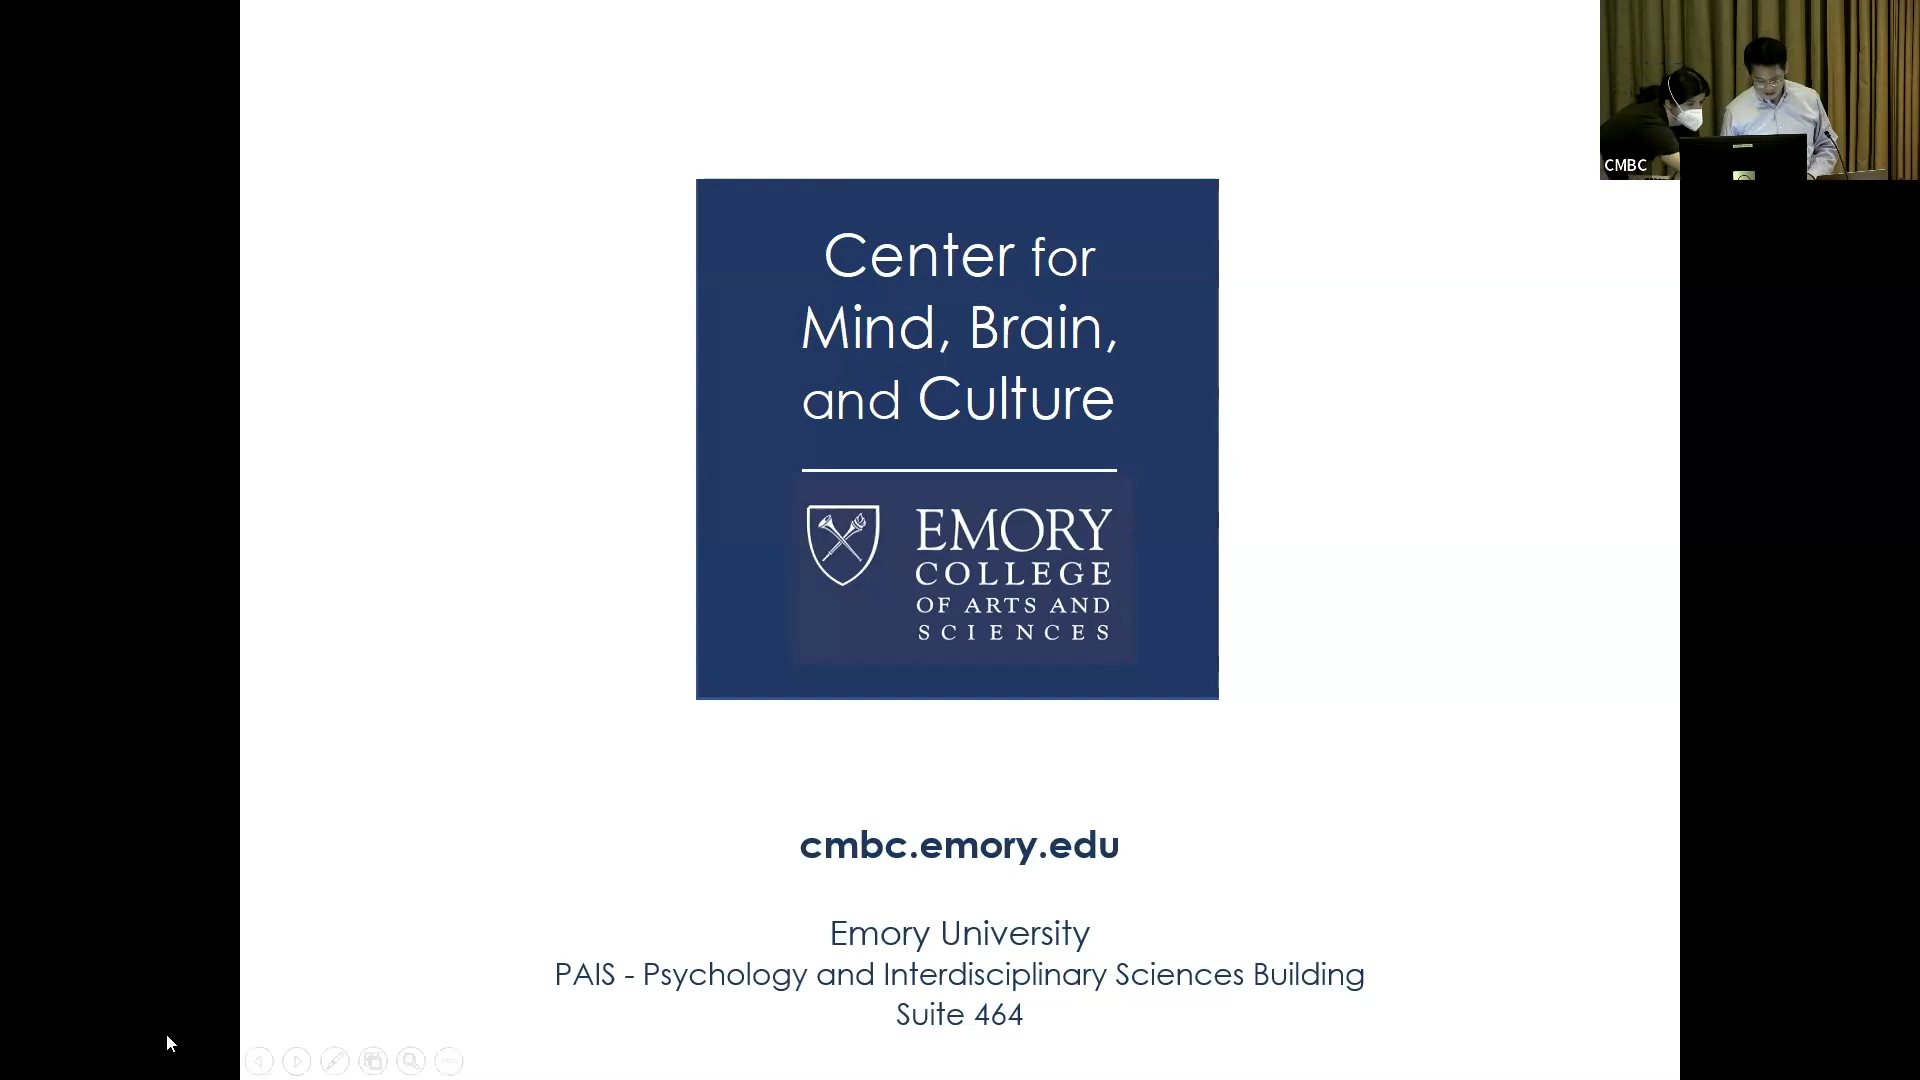 Center for
Mind, Brain,
and Culture
EMORY
COLLEGE
OF ARTS AND
SCIENCES
cmbc.emory.edu
Emory University
PAIS - Psychology and Interdisciplinary Sciences Building
Suite 464
CMBC